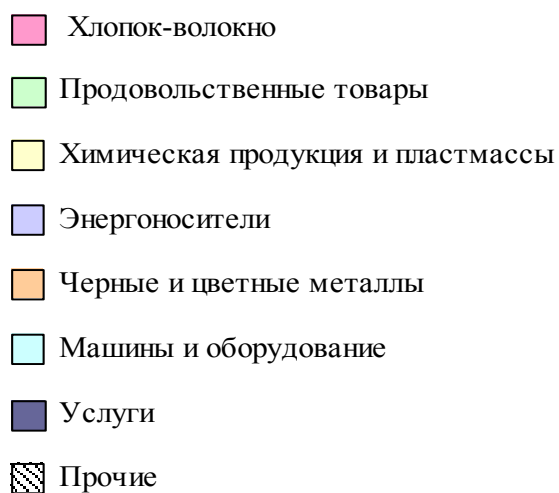 Хлопок-волокно
Продовольственные товары
Химическая продукция и пластмассы
Энергоносители
Черные и цветные металлы
Машины и оборудование
Услуги
Прочие